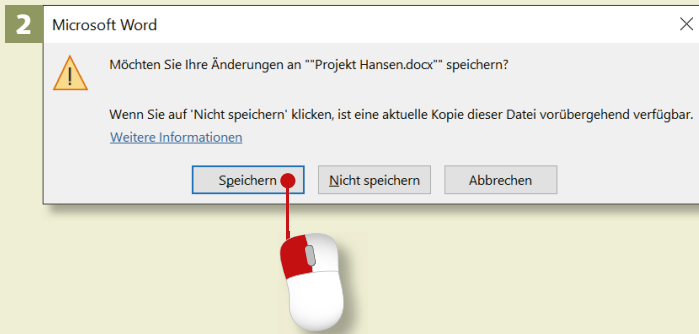 2
Microsoft Word
Möchten Sie Ihre Änderungen an ""Projekt Hansen.docx"" speichern?
Wenn Sie auf 'Nicht speichern' klicken, ist eine aktuelle Kopie dieser Datei vorübergehend verfügbar.
Weitere Informationen
Speichern Nicht speichern Abbrechen